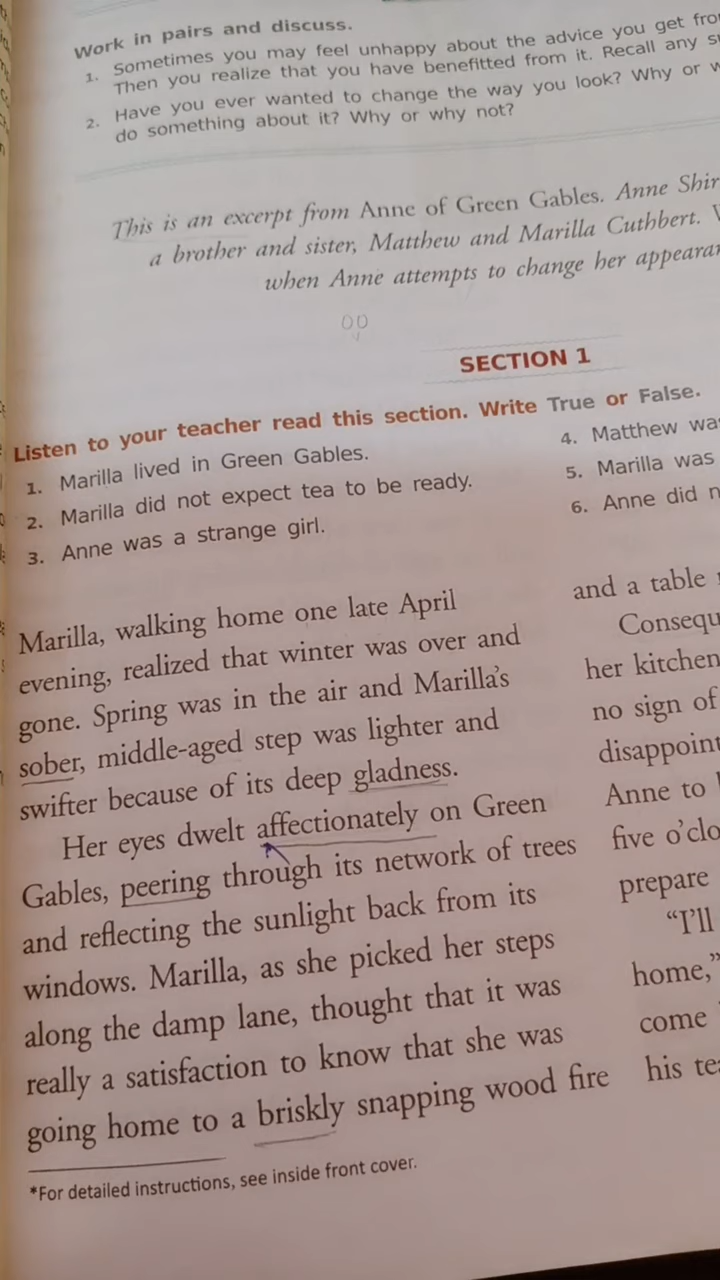 Work in pairs and discuss.
1. Sometimes you may feel unhappy about the advice you get
Then you realize that you have benefitted from it. Recall any
2. Have you ever wanted to change the way you look? Why or
do something about it? Why or why not?
This is an excerpt from Anne of Green Gables. Anne
a brother and sister, Matthew and Marilla Cuthbert.
when Anne attempts to change her
SECTION 1
Listen to your teacher read this section. Write True or False.
1. Marilla lived in Green Gables.
2. Marilla did not expect tea to be ready.
3. Anne was a strange girl.
4. Matthew
5. Marilla was
6. Anne did
Marilla, walking home one late April
evening, realized that winter was over and
gone. Spring was in the air and Marilla's
sober, middle-aged step was lighter and
swifter because of its deep gladness.
Her eyes dwelt affectionately on Green
Gables, peering through its network of trees
and reflecting the sunlight back from its
windows. Marilla, as she picked her steps
along the damp lane, thought that it was
really a satisfaction to know that she was
going home to a briskly snapping wood fire
and a table
her kitchen
no sign of
Anne to
five
prepare
"I'll
home,"
come
his
*For detailed instructions, see inside front cover.